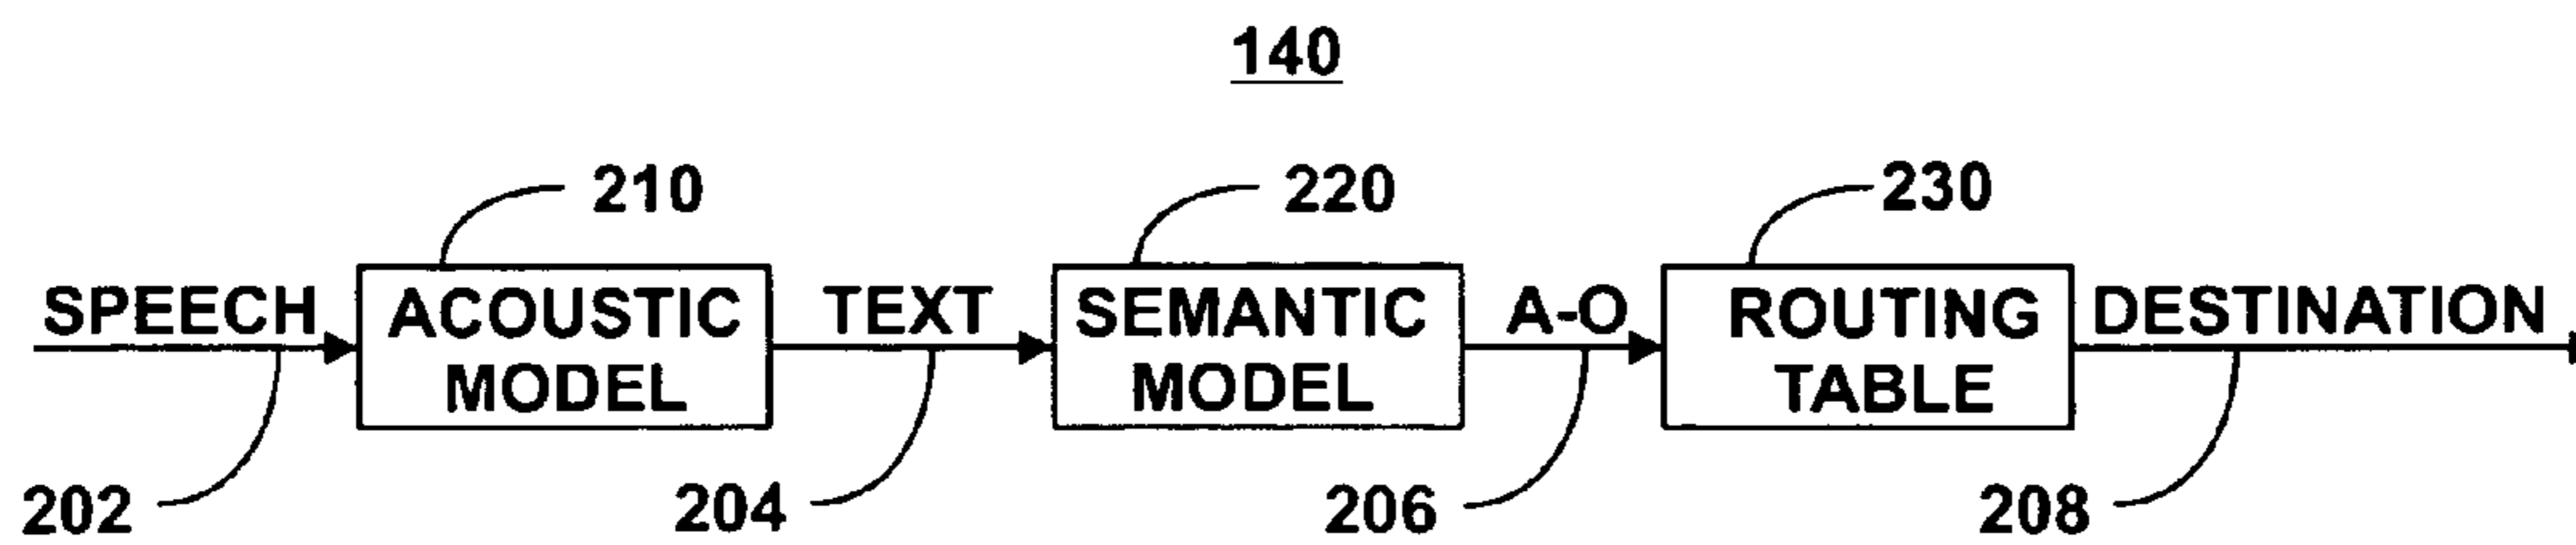 140
210 220 230
SPEECH ACOUSTIC MODEL TEXT SEMANTIC MODEL A-O ROUTING TABLE DESTINATION
202 204 206 208